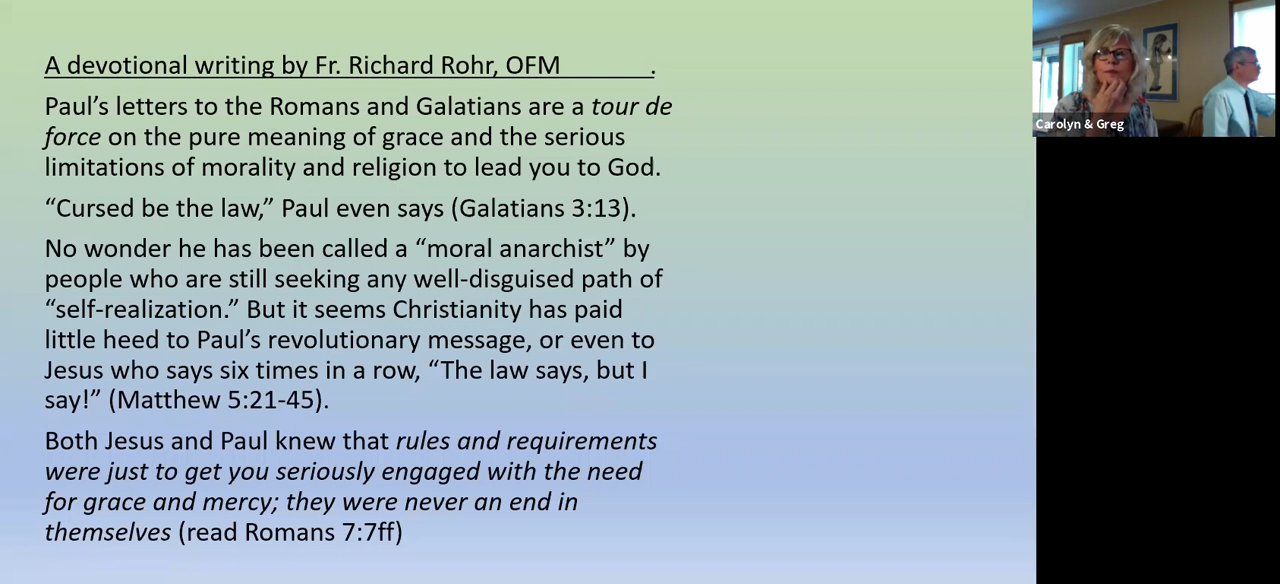 A devotional writing by Fr. Richard Rohr, OFM .
Paul’s letters to the Romans and Galatians are a tour de
force on the pure meaning of grace and the serious
limitations of morality and religion to lead you to God.
“Cursed be the law,” Paul even says (Galatians 3:13).
No wonder he has been called a “moral anarchist” by
people who are still seeking any well-disguised path of
“self-realization.” But it seems Christianity has paid
little heed to Paul’s revolutionary message, or even to
Jesus who says six times in a row, “The law says, but I
say!” (Matthew 5:21-45).
Both Jesus and Paul knew that rules and requirements
were just to get you seriously engaged with the need
for grace and mercy; they were never an end in
themselves (read Romans 7:7ff)
Carolyn & Greg